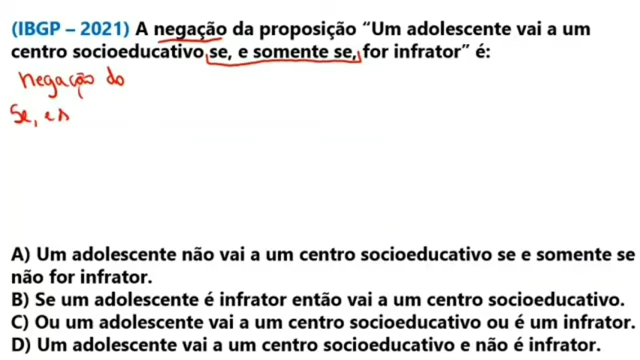 (IBGP – 2021) A negação da proposição “Um adolescente vai a um
centro socioeducativo se, e somente se, for infrator” é:
negação do
Se, e s
A) Um adolescente não vai a um centro socioeducativo se e somente se
não for infrator.
B) Se um adolescente é infrator então vai a um centro socioeducativo.
C) Ou um adolescente vai a um centro socioeducativo ou é um infrator.
D) Um adolescente vai a um centro socioeducativo e não é infrator.